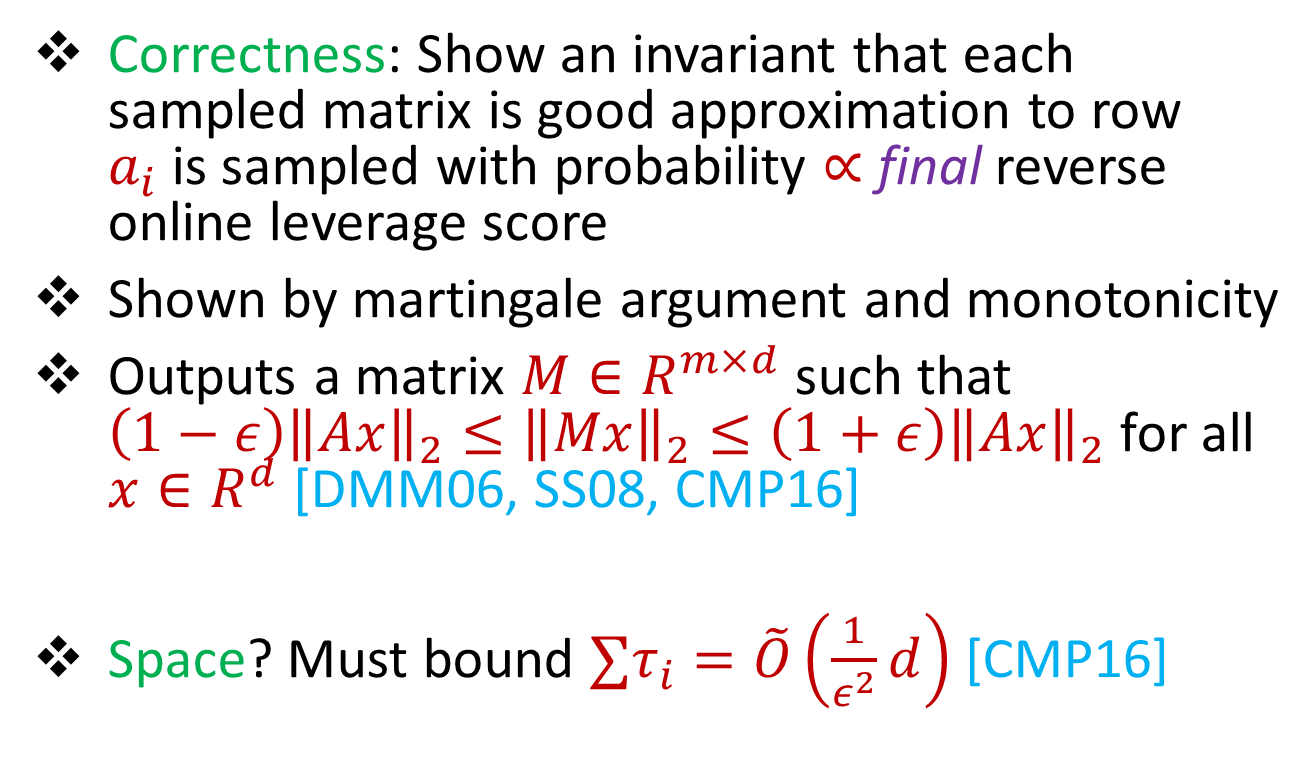 ❖ Correctness: Show an invariant that each
sampled matrix is good approximation to row
𝑎ᵢ is sampled with probability ∝ final reverse
online leverage score
❖ Shown by martingale argument and monotonicity
❖ Outputs a matrix 𝑀 ∈ 𝑅^{𝑚×𝑑} such that
(1 − 𝜖)‖𝐴𝑥‖₂ ≤ ‖𝑀𝑥‖₂ ≤ (1 + 𝜖)‖𝐴𝑥‖₂ for all
𝑥 ∈ 𝑅^𝑑 [DMM06, SS08, CMP16]
❖ Space? Must bound ∑𝜏ᵢ = Õ(1/𝜖² 𝑑) [CMP16]